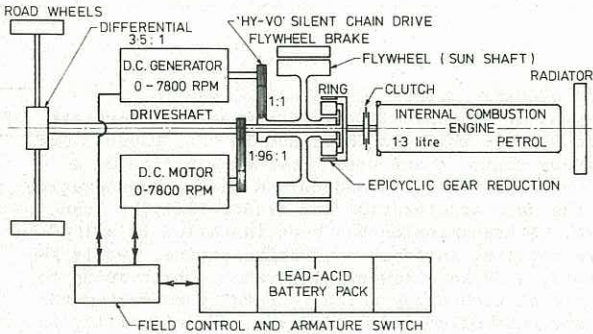 ROAD WHEELS
DIFFERENTIAL
3·5 : 1
'HY-VO' SILENT CHAIN DRIVE
FLYWHEEL BRAKE
FLYWHEEL (SUN SHAFT)
D.C. GENERATOR
0-7800 RPM
1:1
RING
CLUTCH
RADIATOR
DRIVESHAFT
INTERNAL COMBUSTION
ENGINE
1·3 litre PETROL
1·96 : 1
D.C. MOTOR
0-7800 RPM
EPICYCLIC GEAR REDUCTION
LEAD-ACID
BATTERY PACK
FIELD CONTROL AND ARMATURE SWITCH